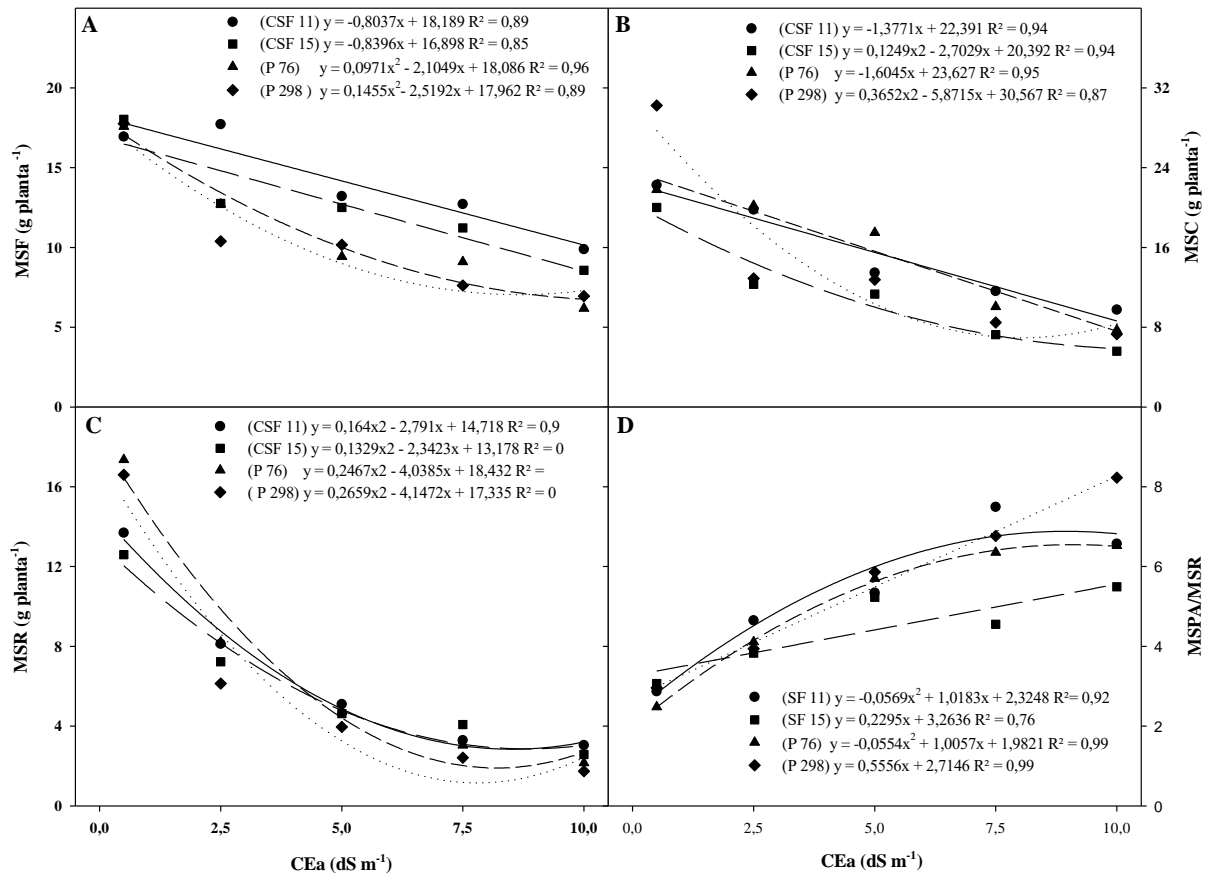 A
(CSF 11) y = -0,8037x + 18,189 R² = 0,89
(CSF 15) y = -0,8396x + 16,898 R² = 0,85
(P 76) y = 0,0971x² - 2,1049x + 18,086 R² = 0,96
(P 298 ) y = 0,1455x²- 2,5192x + 17,962 R² = 0,89
20
15
10
5
0
MSF (g planta⁻¹)
B
(CSF 11) y = -1,3771x + 22,391 R² = 0,94
(CSF 15) y = 0,1249x2 - 2,7029x + 20,392 R² = 0,94
(P 76) y = -1,6045x + 23,627 R² = 0,95
(P 298) y = 0,3652x2 - 5,8715x + 30,567 R² = 0,87
32
24
16
8
0
MSC (g planta⁻¹)
C
(CSF 11) y = 0,164x2 - 2,791x + 14,718 R² = 0,9
(CSF 15) y = 0,1329x2 - 2,3423x + 13,178 R² = 0
(P 76) y = 0,2467x2 - 4,0385x + 18,432 R² =
( P 298) y = 0,2659x2 - 4,1472x + 17,335 R² = 0
16
12
8
4
0
MSR (g planta⁻¹)
0,0 2,5 5,0 7,5 10,0
CEa (dS m⁻¹)
D
8
6
4
2
0
MSPA/MSR
(SF 11) y = -0,0569x² + 1,0183x + 2,3248 R²= 0,92
(SF 15) y = 0,2295x + 3,2636 R² = 0,76
(P 76) y = -0,0554x² + 1,0057x + 1,9821 R² = 0,99
(P 298) y = 0,5556x + 2,7146 R² = 0,99
0,0 2,5 5,0 7,5 10,0
CEa (dS m⁻¹)